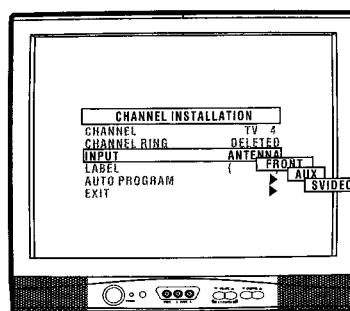 CHANNEL INSTALLATION
CHANNEL TV 4
CHANNEL RING DELETED
INPUT ANTENNA
FRONT
AUX
SVIDEO
LABEL ( )
AUTO PROGRAM
EXIT